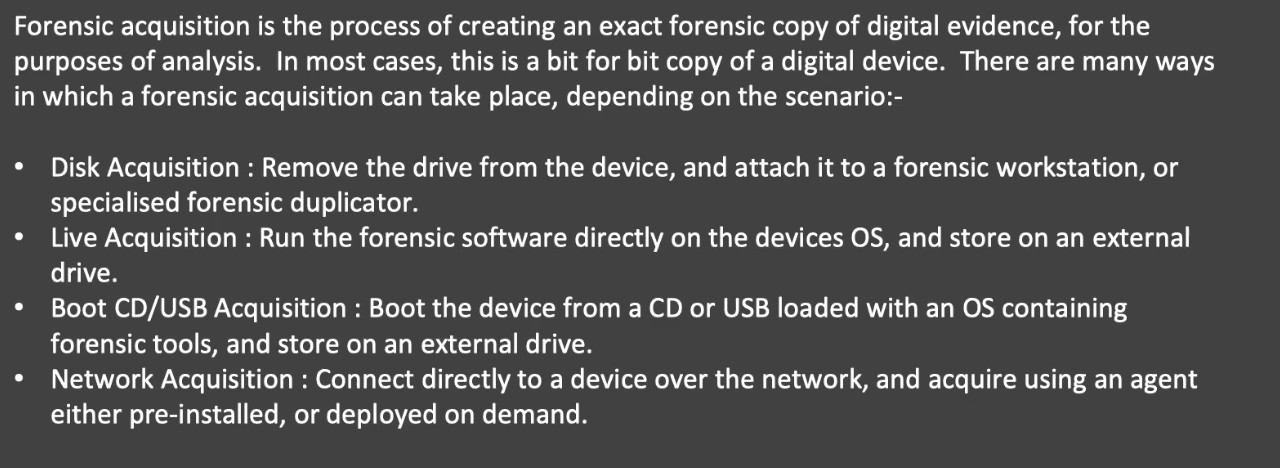 Forensic acquisition is the process of creating an exact forensic copy of digital evidence, for the
purposes of analysis.  In most cases, this is a bit for bit copy of a digital device.  There are many ways
in which a forensic acquisition can take place, depending on the scenario:-
• Disk Acquisition : Remove the drive from the device, and attach it to a forensic workstation, or
specialised forensic duplicator.
• Live Acquisition : Run the forensic software directly on the devices OS, and store on an external
drive.
• Boot CD/USB Acquisition : Boot the device from a CD or USB loaded with an OS containing
forensic tools, and store on an external drive.
• Network Acquisition : Connect directly to a device over the network, and acquire using an agent
either pre-installed, or deployed on demand.